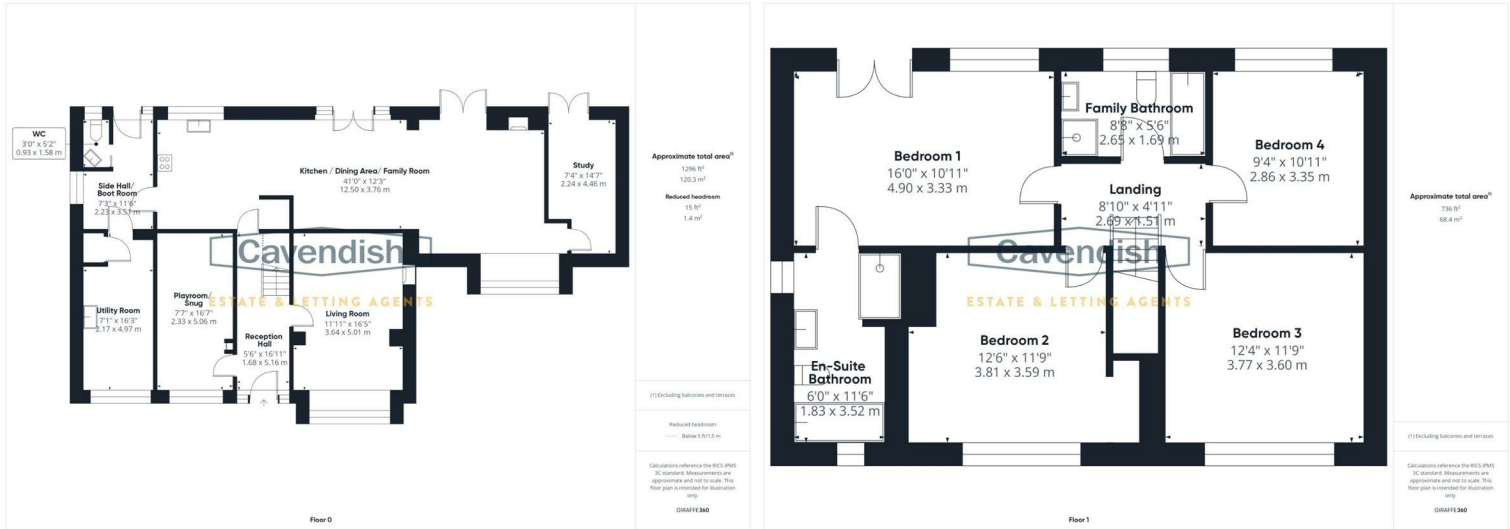 WC
3'0" x 5'2"
0.93 x 1.58 m
Side Hall/
Boot Room
7'3" x 11'6"
2.23 x 3.51 m
Kitchen / Dining Area/ Family Room
41'0" x 12'3"
12.50 x 3.76 m
Study
7'4" x 14'7"
2.24 x 4.46 m
Utility Room
7'1" x 16'3"
2.17 x 4.97 m
Playroom/
Snug
7'7" x 16'7"
2.33 x 5.06 m
Reception
Hall
5'6" x 16'11"
1.68 x 5.16 m
Living Room
11'11" x 16'5"
3.64 x 5.01 m
Cavendish
ESTATE & LETTING AGENTS
Floor 0
Approximate total area(1)
1296 ft²
120.3 m²
Reduced headroom
15 ft²
1.4 m²
(1) Excluding balconies and terraces
Reduced headroom
Below 5 ft/1.5 m
Calculations reference the RICS IPMS
3C standard. Measurements are
approximate and not to scale. This
floor plan is intended for illustration
only.
GIRAFFE360
Bedroom 1
16'0" x 10'11"
4.90 x 3.33 m
Family Bathroom
8'8" x 5'6"
2.65 x 1.69 m
Bedroom 4
9'4" x 10'11"
2.86 x 3.35 m
Landing
8'10" x 4'11"
2.69 x 1.51 m
Cavendish
ESTATE & LETTING AGENTS
En-Suite
Bathroom
6'0" x 11'6"
1.83 x 3.52 m
Bedroom 2
12'6" x 11'9"
3.81 x 3.59 m
Bedroom 3
12'4" x 11'9"
3.77 x 3.60 m
Floor 1
Approximate total area(1)
736 ft²
68.4 m²
(1) Excluding balconies and terraces
Calculations reference the RICS IPMS
3C standard. Measurements are
approximate and not to scale. This
floor plan is intended for illustration
only.
GIRAFFE360